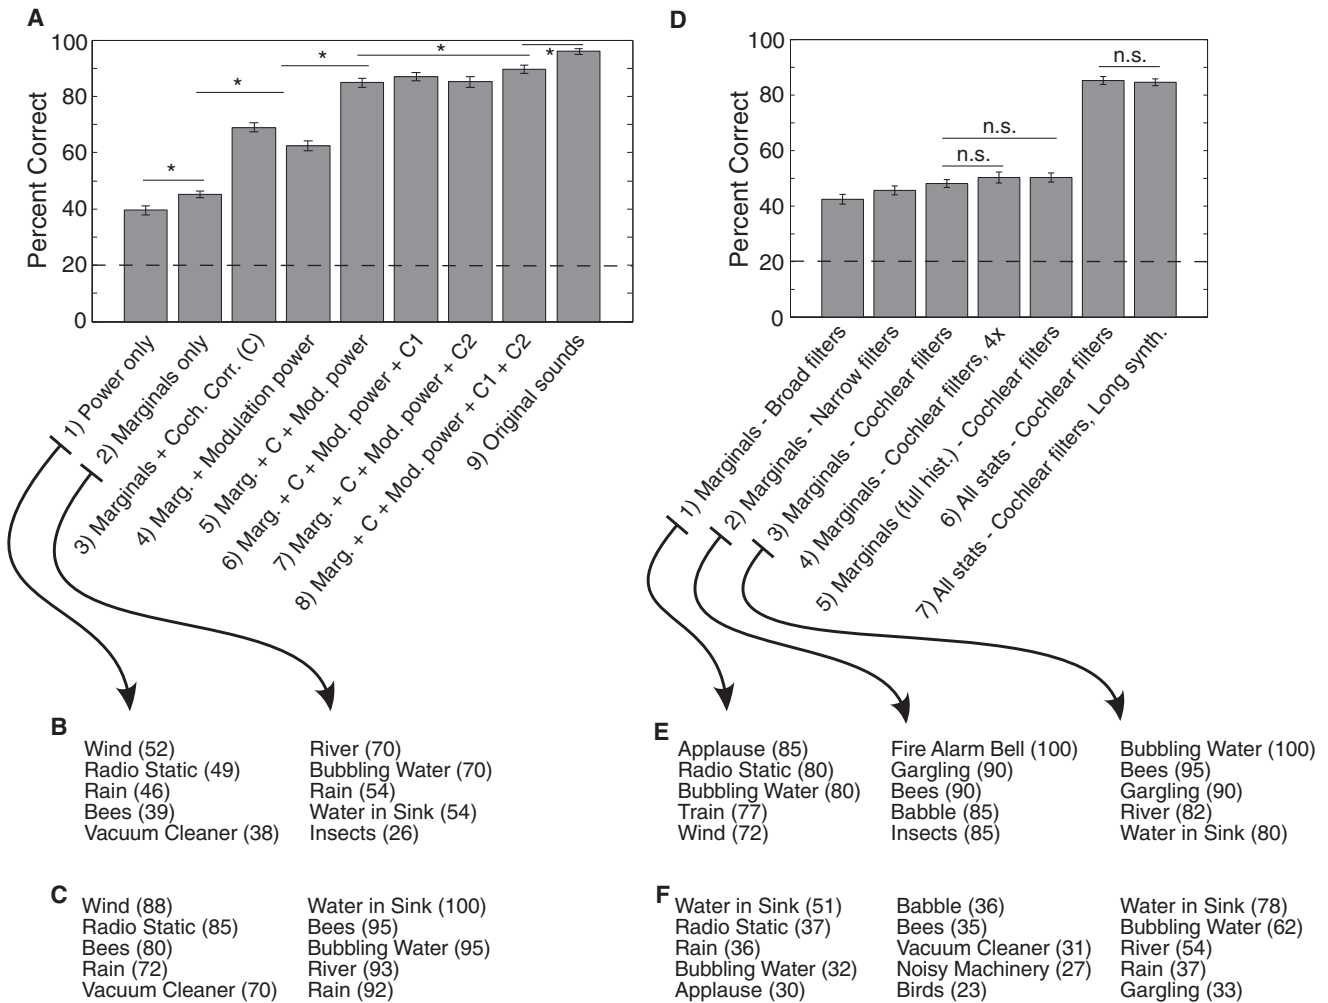 A
Percent Correct
100
80
60
40
20
0
*
*
*
*
*
1) Power only
2) Marginals only
3) Marginals + Coch. Corr. (C)
4) Marg. + Modulation power
5) Marg. + C + Mod. power
6) Marg. + C + Mod. power + C1
7) Marg. + C + Mod. power + C2
8) Marg. + C + Mod. power + C1 + C2
9) Original sounds
D
Percent Correct
100
80
60
40
20
0
n.s.
n.s.
n.s.
1) Marginals - Broad filters
2) Marginals - Narrow filters
3) Marginals - Cochlear filters
4) Marginals - Cochlear filters, 4x
5) Marginals (full hist.) - Cochlear filters
6) All stats - Cochlear filters
7) All stats - Cochlear filters, Long synth.
B
Wind (52)
Radio Static (49)
Rain (46)
Bees (39)
Vacuum Cleaner (38)
River (70)
Bubbling Water (70)
Rain (54)
Water in Sink (54)
Insects (26)
C
Wind (88)
Radio Static (85)
Bees (80)
Rain (72)
Vacuum Cleaner (70)
Water in Sink (100)
Bees (95)
Bubbling Water (95)
River (93)
Rain (92)
E
Applause (85)
Radio Static (80)
Bubbling Water (80)
Train (77)
Wind (72)
Fire Alarm Bell (100)
Gargling (90)
Bees (90)
Babble (85)
Insects (85)
Bubbling Water (100)
Bees (95)
Gargling (90)
River (82)
Water in Sink (80)
F
Water in Sink (51)
Radio Static (37)
Rain (36)
Bubbling Water (32)
Applause (30)
Babble (36)
Bees (35)
Vacuum Cleaner (31)
Noisy Machinery (27)
Birds (23)
Water in Sink (78)
Bubbling Water (62)
River (54)
Rain (37)
Gargling (33)